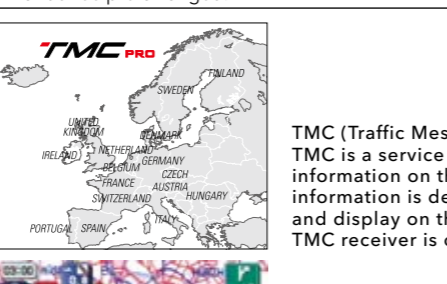 TMC PRO
FINLAND
SWEDEN
UNITED
KINGDOM
DENMARK
IRELAND
NETHERLAND
BELGIUM
GERMANY
FRANCE
CZECH
AUSTRIA
SWITZERLAND
HUNGARY
ITALY
PORTUGAL
SPAIN
TMC (Traffic Mes
TMC is a service
information on th
information is de
and display on th
TMC receiver is c
03:00